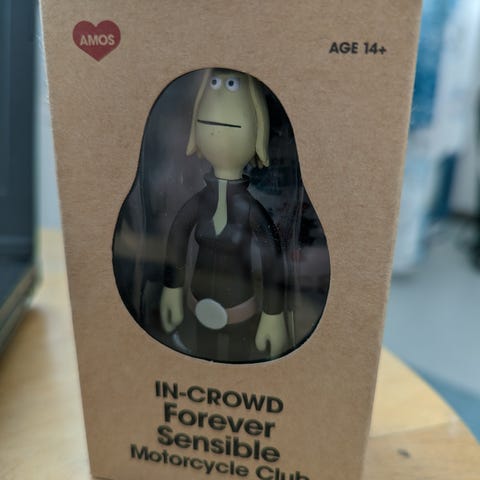 AMOS
AGE 14+
IN-CROWD
Forever
Sensible
Motorcycle Club